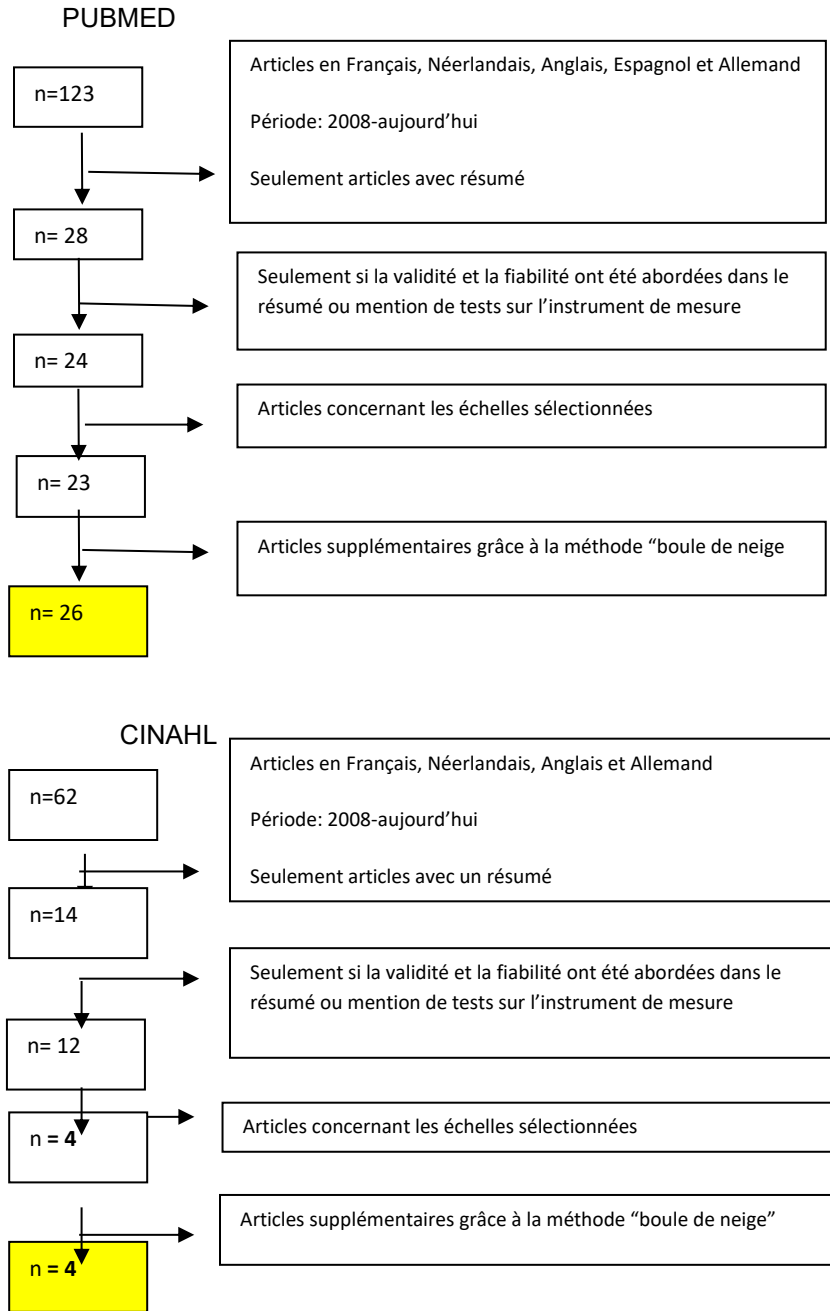 PUBMED
n=123
Articles en Français, Néerlandais, Anglais, Espagnol et Allemand
Période: 2008-aujourd’hui
Seulement articles avec résumé
n= 28
Seulement si la validité et la fiabilité ont été abordées dans le
résumé ou mention de tests sur l’instrument de mesure
n= 24
Articles concernant les échelles sélectionnées
n= 23
Articles supplémentaires grâce à la méthode “boule de neige
n= 26
CINAHL
n=62
Articles en Français, Néerlandais, Anglais et Allemand
Période: 2008-aujourd’hui
Seulement articles avec un résumé
n=14
Seulement si la validité et la fiabilité ont été abordées dans le
résumé ou mention de tests sur l’instrument de mesure
n= 12
Articles concernant les échelles sélectionnées
n = 4
Articles supplémentaires grâce à la méthode “boule de neige”
n = 4